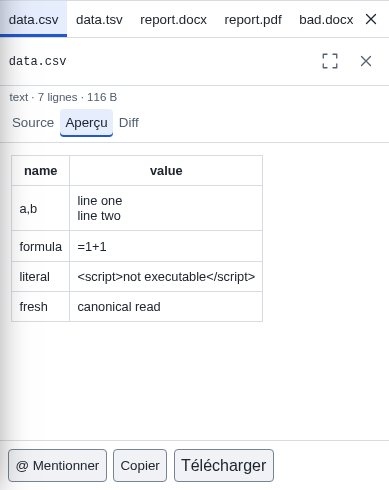 data.csv data.tsv report.docx report.pdf bad.docx
data.csv
text · 7 lignes · 116 B
Source Aperçu Diff
name value
a,b line one
line two
formula =1+1
literal <script>not executable</script>
fresh canonical read
@ Mentionner Copier Télécharger